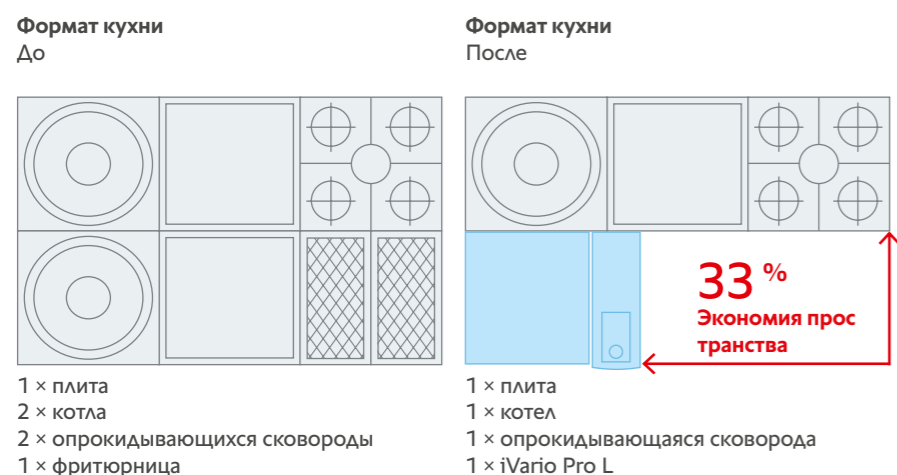 Формат кухни
До
1 × плита
2 × котла
2 × опрокидывающихся сковороды
1 × фритюрница
Формат кухни
После
33 %
Экономия прос
транства
1 × плита
1 × котел
1 × опрокидывающаяся сковорода
1 × iVario Pro L